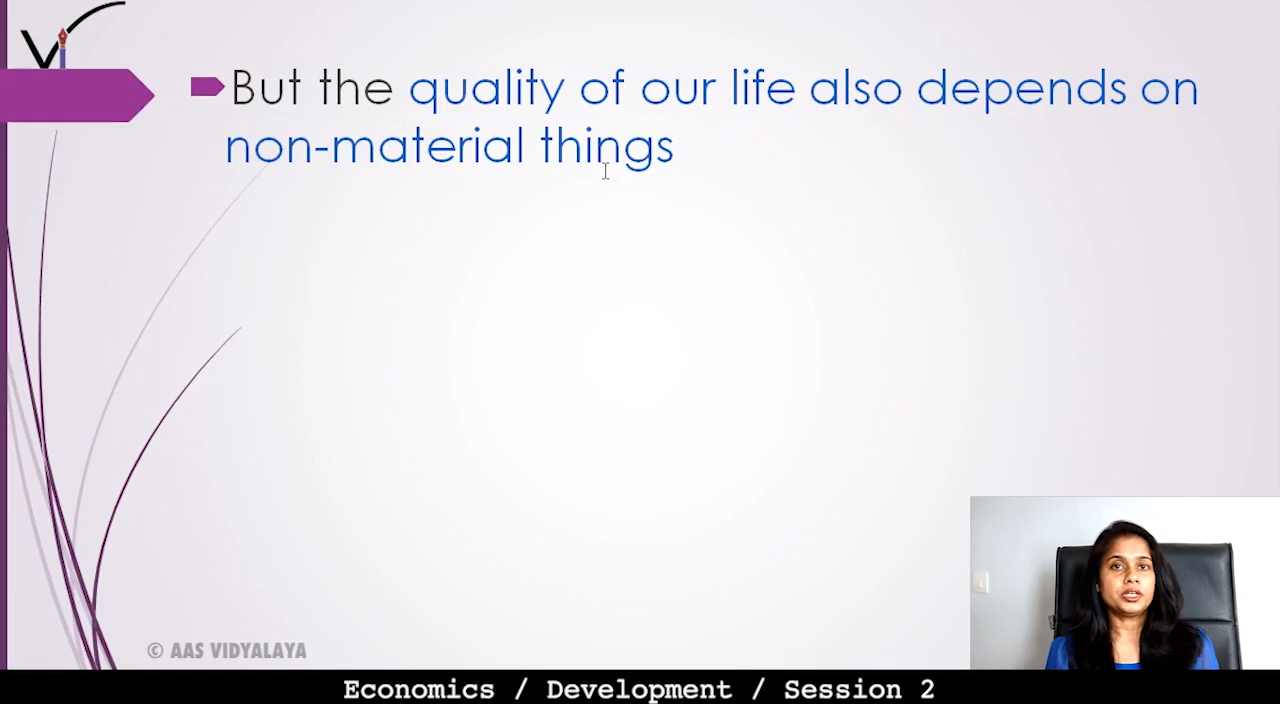 But the quality of our life also depends on
non-material things
© AAS VIDYALAYA
Economics / Development / Session 2